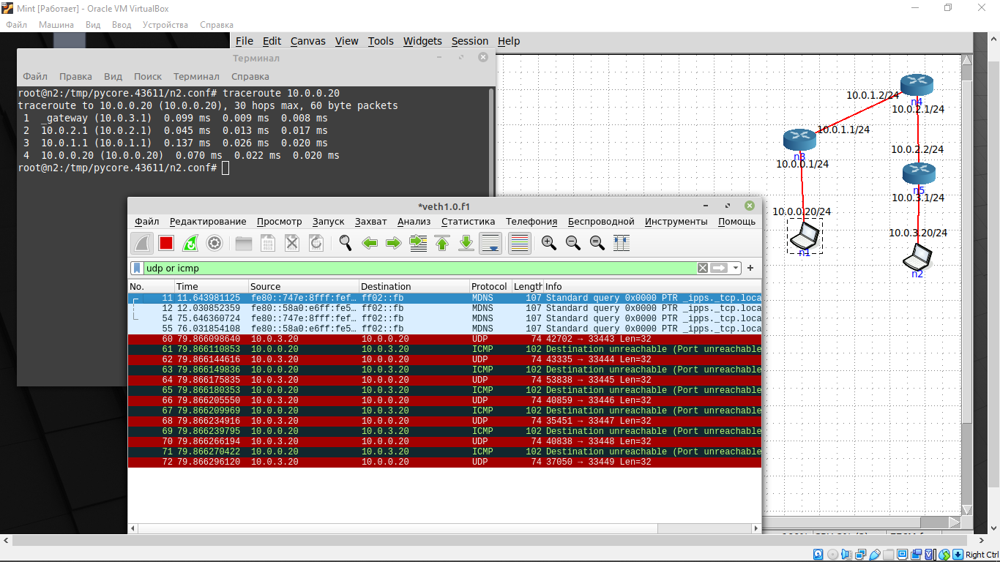 Mint [Работает] - Oracle VM VirtualBox
Файл Машина Вид Ввод Устройства Справка
File Edit Canvas View Tools Widgets Session Help
Терминал
Файл Правка Вид Поиск Терминал Справка
root@n2:/tmp/pycore.43611/n2.conf# traceroute 10.0.0.20
traceroute to 10.0.0.20 (10.0.0.20), 30 hops max, 60 byte packets
1 _gateway (10.0.3.1) 0.099 ms 0.009 ms 0.008 ms
2 10.0.2.1 (10.0.2.1) 0.045 ms 0.013 ms 0.017 ms
3 10.0.1.1 (10.0.1.1) 0.137 ms 0.026 ms 0.020 ms
4 10.0.0.20 (10.0.0.20) 0.070 ms 0.022 ms 0.020 ms
root@n2:/tmp/pycore.43611/n2.conf#
10.0.1.2/24
n4
10.0.2.1/24
10.0.1.1/24
n3
10.0.0.1/24
10.0.2.2/24
n5
10.0.3.1/24
10.0.0.20/24
n1
10.0.3.20/24
n2
*veth1.0.f1
Файл Редактирование Просмотр Запуск Захват Анализ Статистика Телефония Беспроводной Инструменты Помощь
udp or icmp
No. Time Source Destination Protocol Length Info
11 11.643981125 fe80::747e:8fff:fef… ff02::fb MDNS 107 Standard query 0x0000 PTR _ipps._tcp.loca
12 12.030852359 fe80::58a0:e6ff:fe5… ff02::fb MDNS 107 Standard query 0x0000 PTR _ipps._tcp.loca
54 75.646360724 fe80::747e:8fff:fef… ff02::fb MDNS 107 Standard query 0x0000 PTR _ipps._tcp.loca
55 76.031854108 fe80::58a0:e6ff:fe5… ff02::fb MDNS 107 Standard query 0x0000 PTR _ipps._tcp.loca
60 79.866098640 10.0.3.20 10.0.0.20 UDP 74 42702 → 33443 Len=32
61 79.866110853 10.0.0.20 10.0.3.20 ICMP 102 Destination unreachable (Port unreachable
62 79.866144616 10.0.3.20 10.0.0.20 UDP 74 43335 → 33444 Len=32
63 79.866149836 10.0.0.20 10.0.3.20 ICMP 102 Destination unreachable (Port unreachable
64 79.866175835 10.0.3.20 10.0.0.20 UDP 74 53838 → 33445 Len=32
65 79.866180353 10.0.0.20 10.0.3.20 ICMP 102 Destination unreachable (Port unreachable
66 79.866205550 10.0.3.20 10.0.0.20 UDP 74 40859 → 33446 Len=32
67 79.866209969 10.0.0.20 10.0.3.20 ICMP 102 Destination unreachable (Port unreachable
68 79.866234916 10.0.3.20 10.0.0.20 UDP 74 35451 → 33447 Len=32
69 79.866239795 10.0.0.20 10.0.3.20 ICMP 102 Destination unreachable (Port unreachable
70 79.866266194 10.0.3.20 10.0.0.20 UDP 74 40838 → 33448 Len=32
71 79.866270422 10.0.0.20 10.0.3.20 ICMP 102 Destination unreachable (Port unreachable
72 79.866296120 10.0.3.20 10.0.0.20 UDP 74 37050 → 33449 Len=32
Right Ctrl